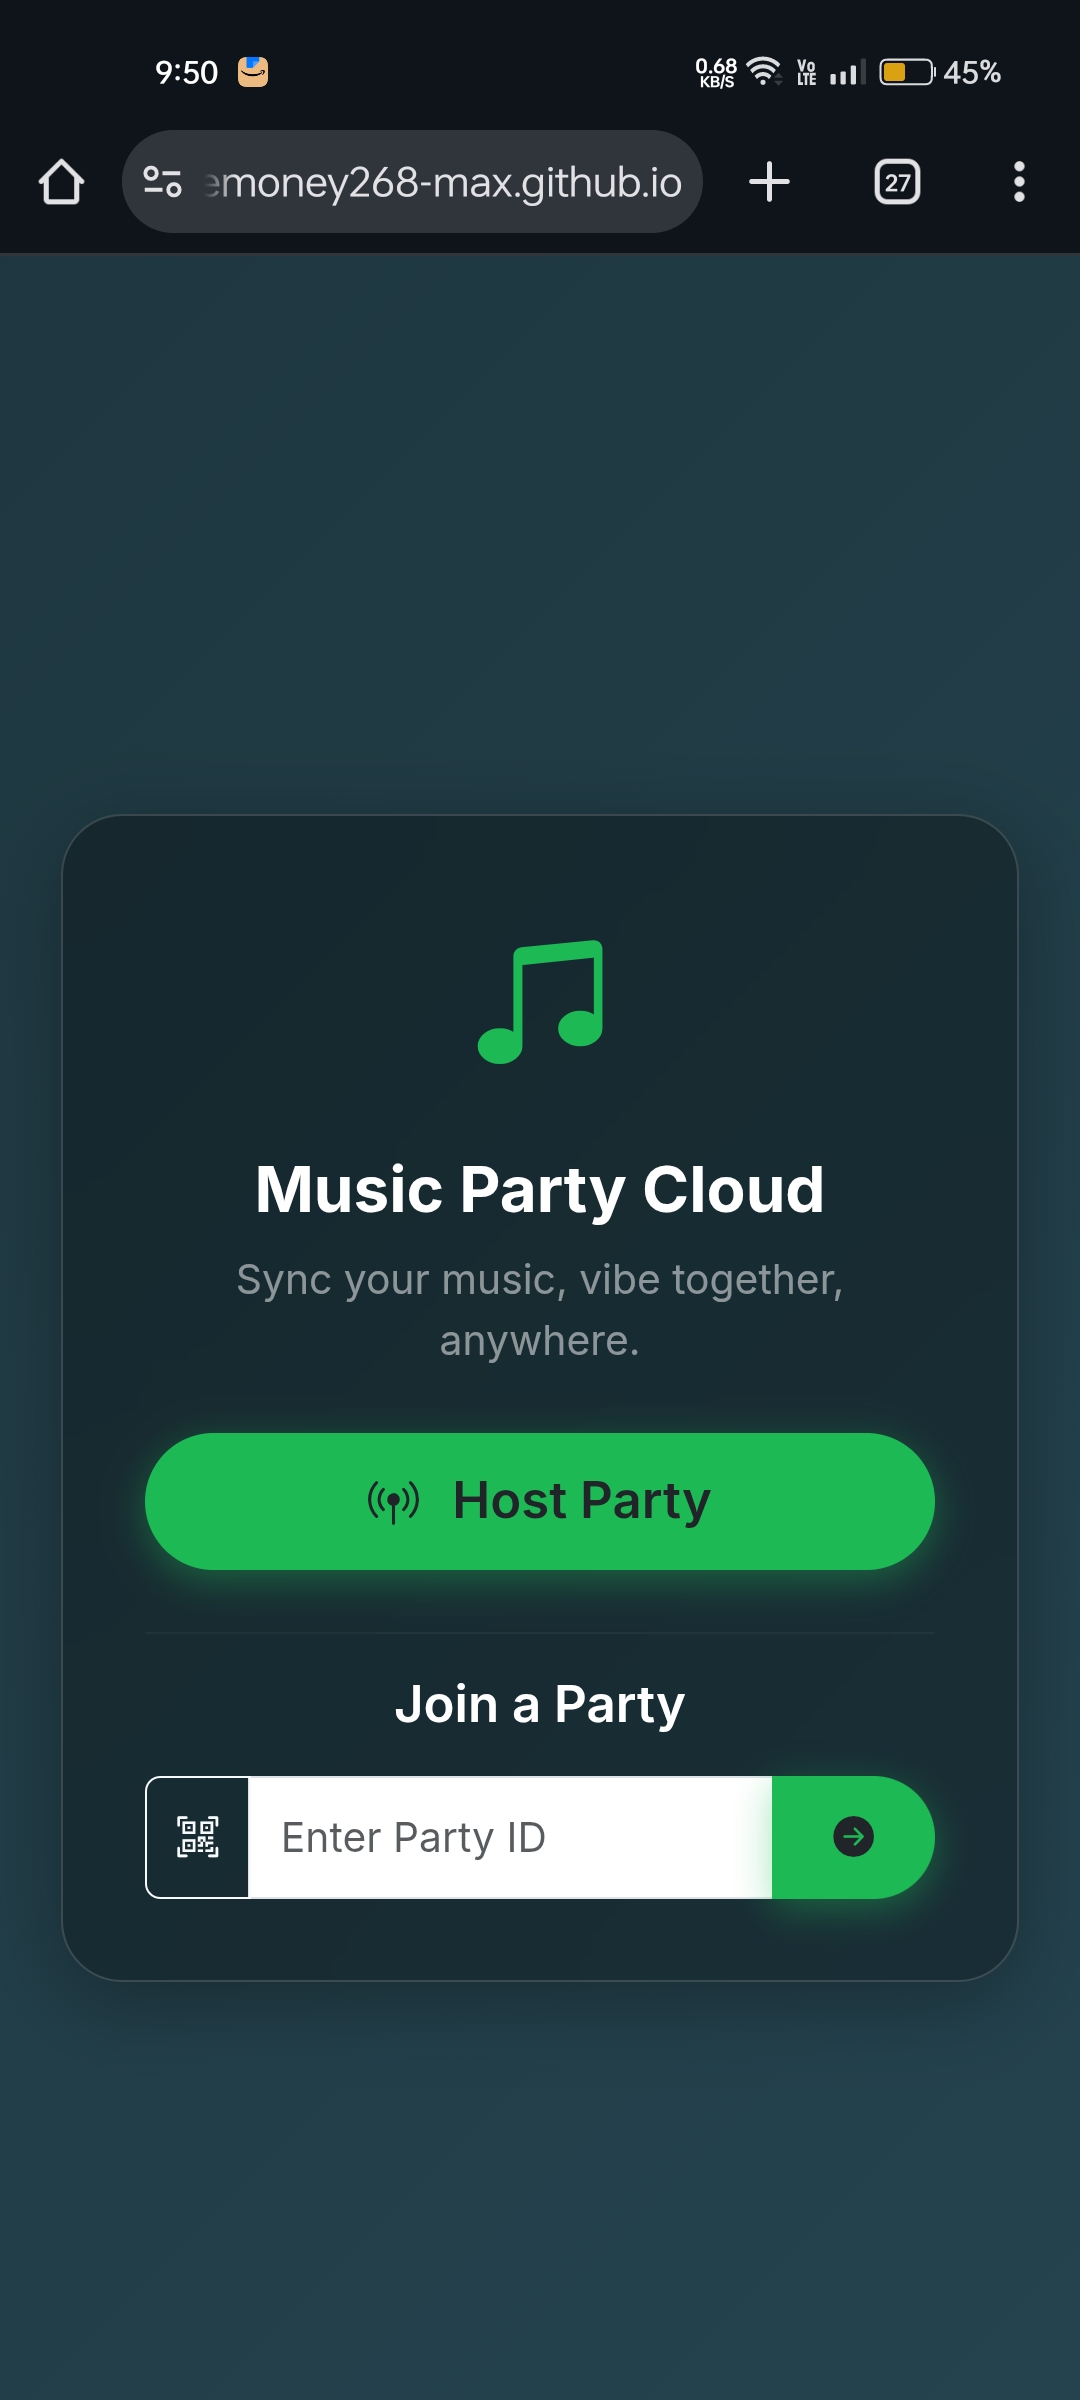 9:50
0.68
KB/S
Vo
LTE
45%
emoney268-max.github.io
27
Music Party Cloud
Sync your music, vibe together,
anywhere.
Host Party
Join a Party
Enter Party ID